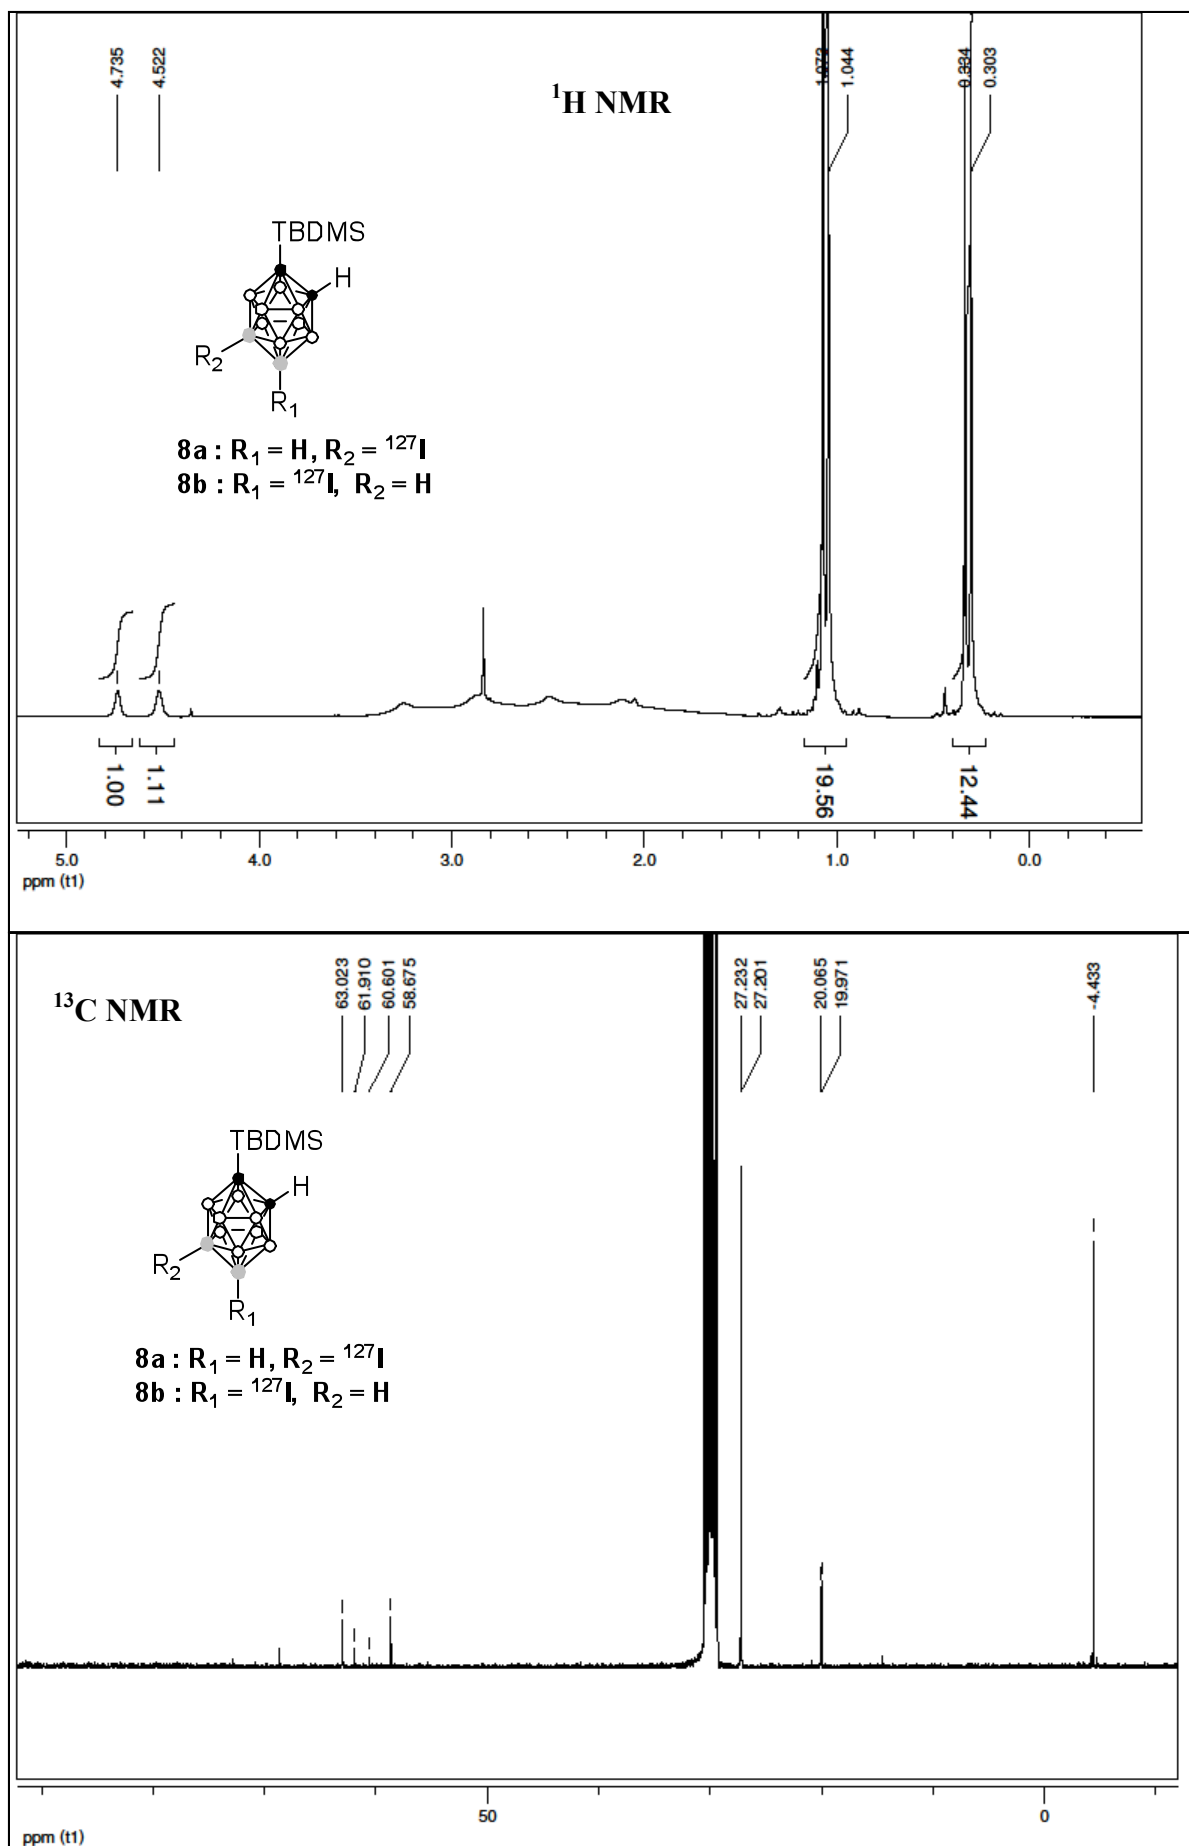 4.735
4.522
1.073
1.044
0.334
0.303
¹H NMR
TBDMS
H
R₂
R₁
8a : R₁ = H, R₂ = ¹²⁷I
8b : R₁ = ¹²⁷I, R₂ = H
1.00
1.11
19.56
12.44
5.0
4.0
3.0
2.0
1.0
0.0
ppm (t1)
63.023
61.910
60.601
58.675
27.232
27.201
20.065
19.971
-4.433
¹³C NMR
TBDMS
H
R₂
R₁
8a : R₁ = H, R₂ = ¹²⁷I
8b : R₁ = ¹²⁷I, R₂ = H
50
0
ppm (t1)